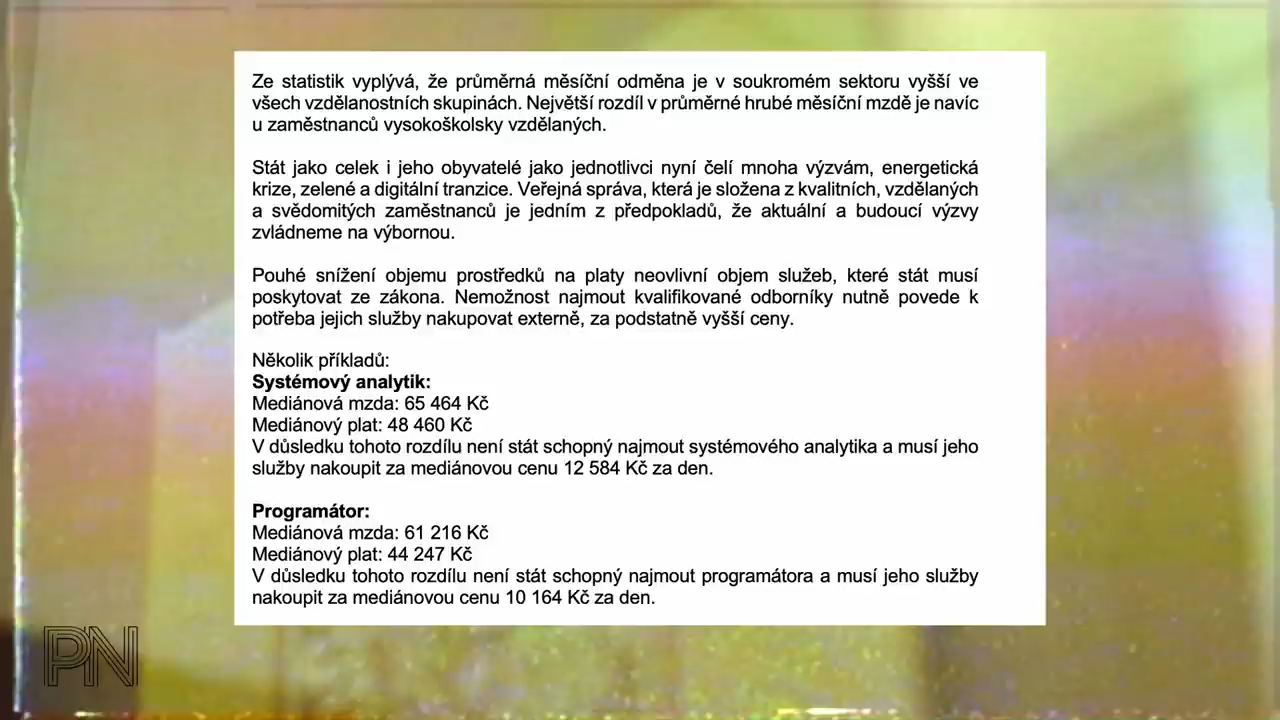 Ze statistik vyplývá, že průměrná měsíční odměna je v soukromém sektoru vyšší ve
všech vzdělanostních skupinách. Největší rozdíl v průměrné hrubé měsíční mzdě je navíc
u zaměstnanců vysokoškolsky vzdělaných.
Stát jako celek i jeho obyvatelé jako jednotlivci nyní čelí mnoha výzvám, energetická
krize, zelené a digitální tranzice. Veřejná správa, která je složena z kvalitních, vzdělaných
a svědomitých zaměstnanců je jedním z předpokladů, že aktuální a budoucí výzvy
zvládneme na výbornou.
Pouhé snížení objemu prostředků na platy neovlivní objem služeb, které stát musí
poskytovat ze zákona. Nemožnost najmout kvalifikované odborníky nutně povede k
potřeba jejich služby nakupovat externě, za podstatně vyšší ceny.
Několik příkladů:
Systémový analytik:
Mediánová mzda: 65 464 Kč
Mediánový plat: 48 460 Kč
V důsledku tohoto rozdílu není stát schopný najmout systémového analytika a musí jeho
služby nakoupit za mediánovou cenu 12 584 Kč za den.
Programátor:
Mediánová mzda: 61 216 Kč
Mediánový plat: 44 247 Kč
V důsledku tohoto rozdílu není stát schopný najmout programátora a musí jeho služby
nakoupit za mediánovou cenu 10 164 Kč za den.
PN